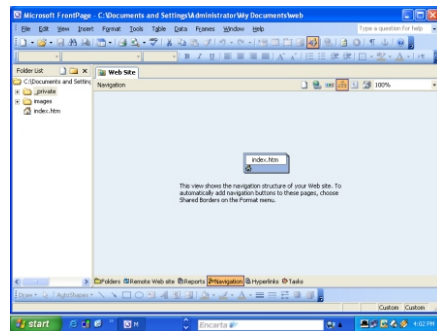 Microsoft FrontPage - C:\Documents and Settings\Administrator\My Documents\web
File Edit View Insert Format Tools Table Data Frames Window Help
Type a question for help
Folder List
Web Site
C:\Documents and Setting
Navigation
100%
_private
images
index.htm
index.htm
This view shows the navigation structure of your Web site. To
automatically add navigation buttons to these pages, choose
Shared Borders on the Format menu.
Folders Remote Web site Reports Navigation Hyperlinks Tasks
Draw AutoShapes
Custom Custom
start
Encarta
4:02 PM